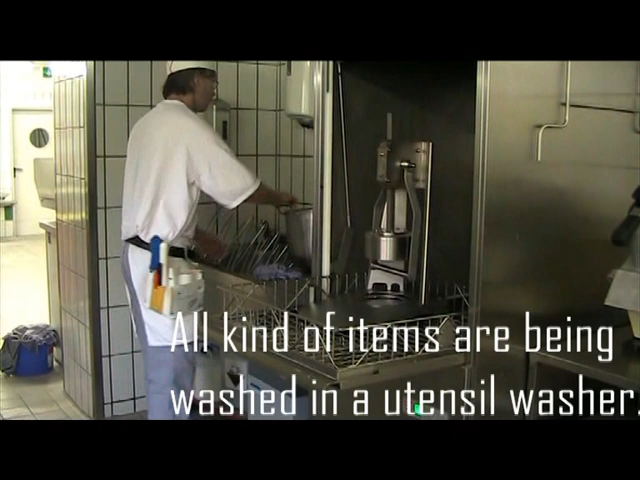 All kind of items are being
washed in a utensil washer.